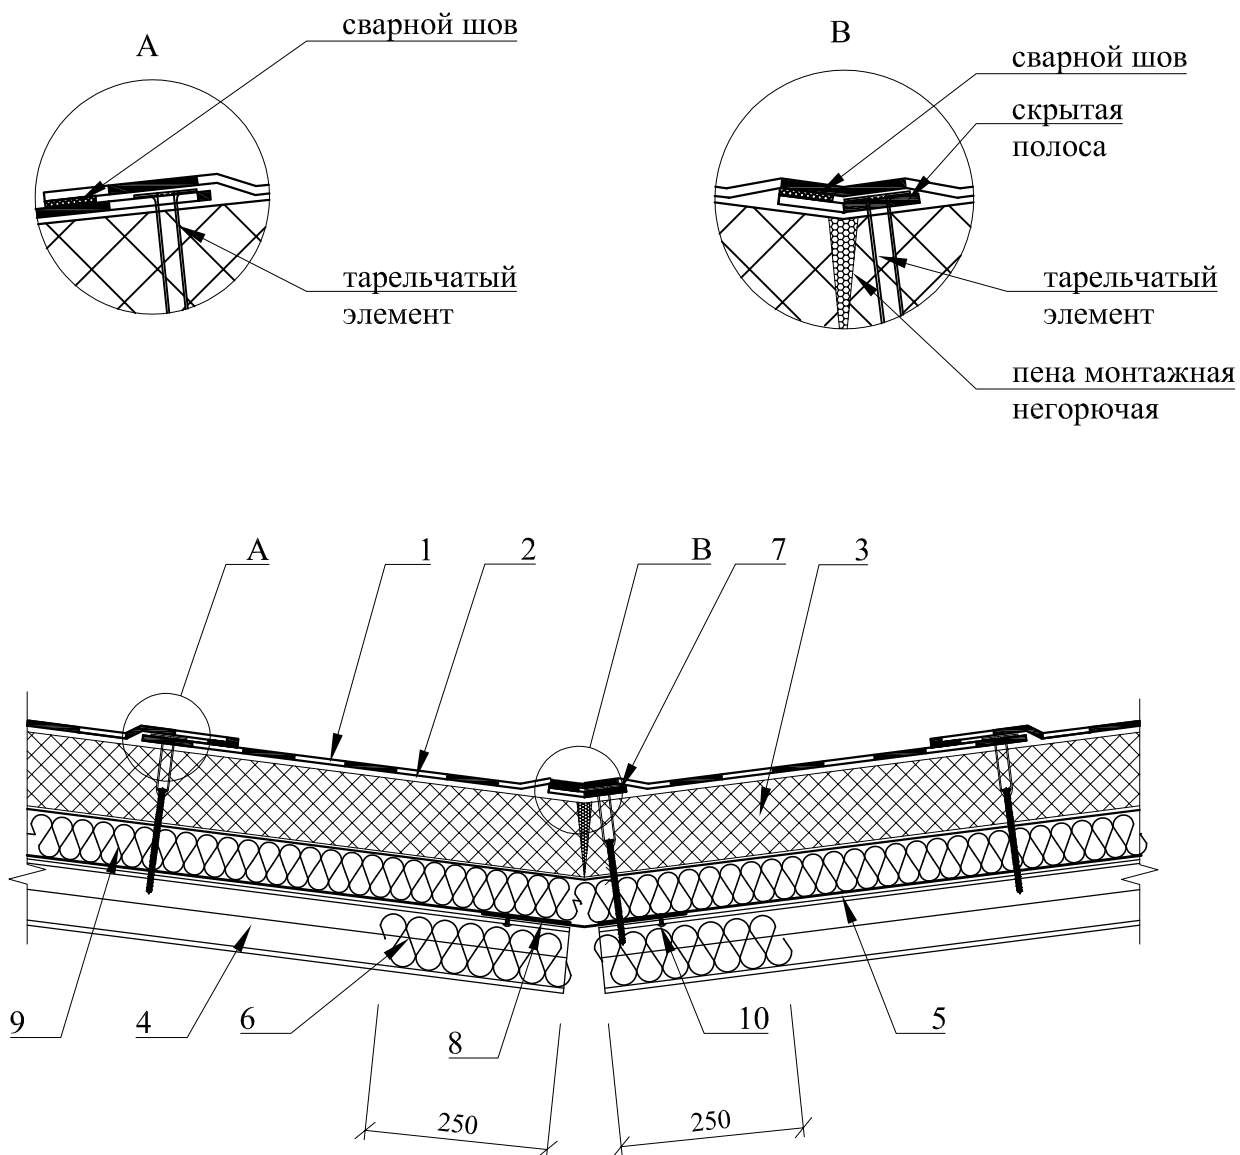 А
сварной шов
тарельчатый
элемент
В
сварной шов
скрытая
полоса
тарельчатый
элемент
пена монтажная
негорючая
А
1
2
В
7
3
9
4
6
8
10
5
250
250